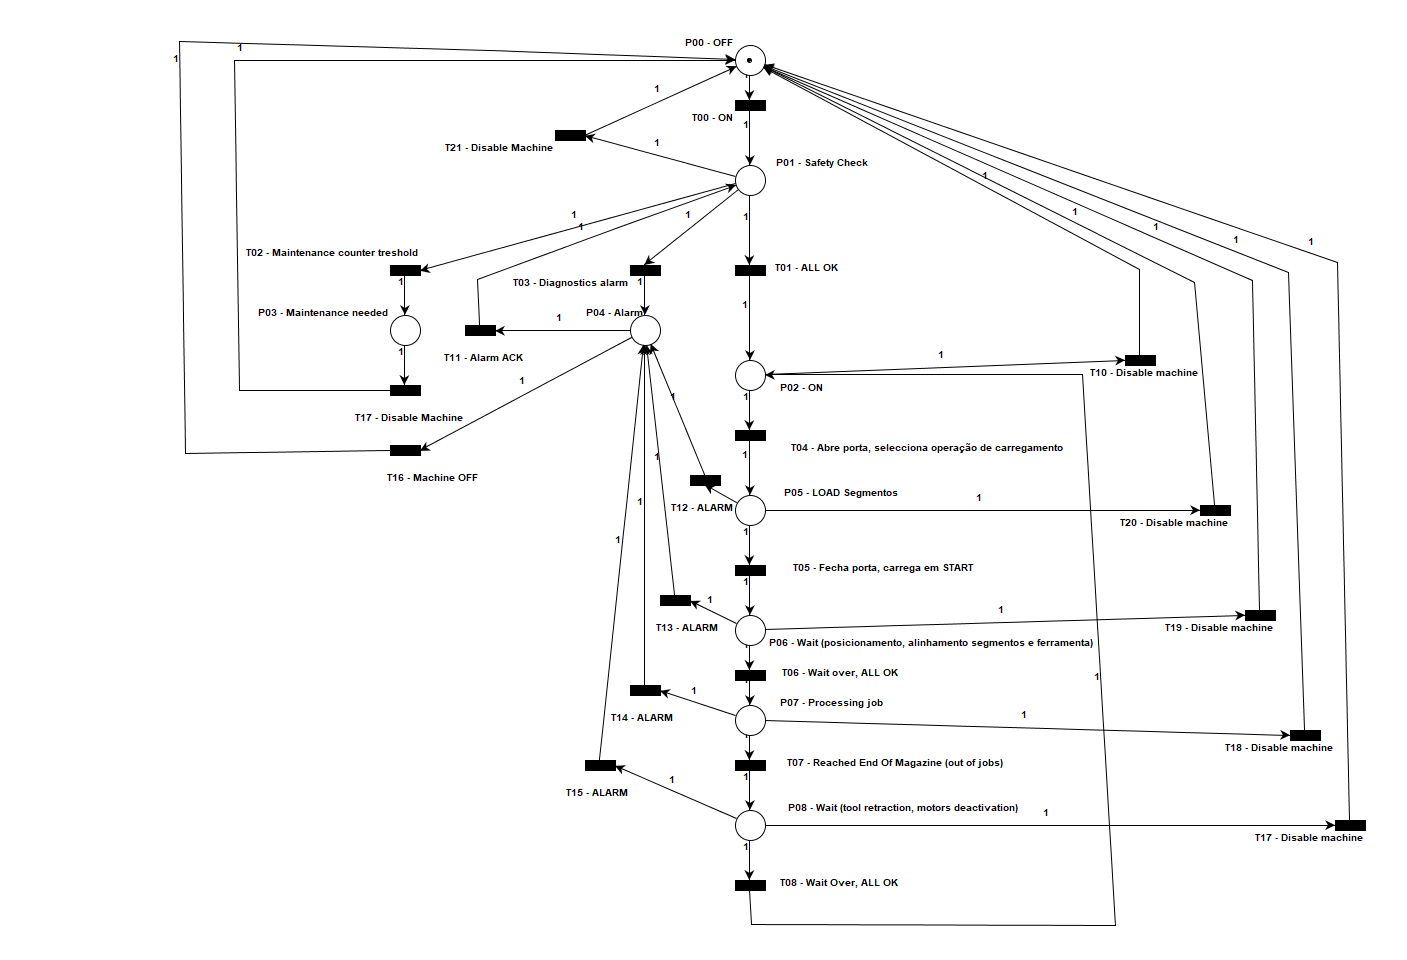 P00 - OFF
1
1
1
T00 - ON
1
T21 - Disable Machine
1
P01 - Safety Check
1
1
1
1
1
1
1
1
1
T02 - Maintenance counter treshold
T01 - ALL OK
1
T03 - Diagnostics alarm
1
1
P03 - Maintenance needed
P04 - Alarm
1
1
T11 - Alarm ACK
1
1
T10 - Disable machine
1
P02 - ON
1
1
T17 - Disable Machine
T04 - Abre porta, selecciona operação de carregamento
1
1
T16 - Machine OFF
P05 - LOAD Segmentos
1
1
T12 - ALARM
T20 - Disable machine
1
1
T05 - Fecha porta, carrega em START
1
1
1
T13 - ALARM
T19 - Disable machine
P06 - Wait (posicionamento, alinhamento segmentos e ferramenta)
T06 - Wait over, ALL OK
1
1
P07 - Processing job
1
T14 - ALARM
T18 - Disable machine
T07 - Reached End Of Magazine (out of jobs)
1
1
T15 - ALARM
P08 - Wait (tool retraction, motors deactivation)
1
T17 - Disable machine
1
T08 - Wait Over, ALL OK